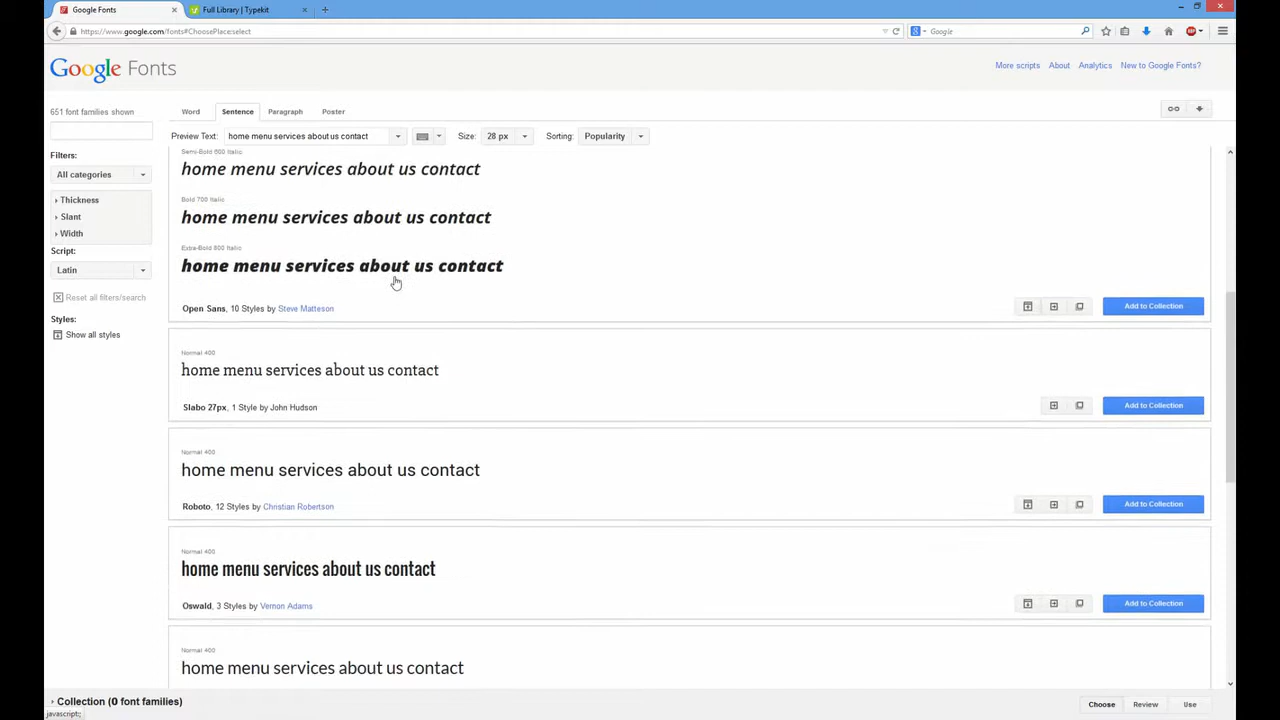 Google Fonts
Full Library | Typekit
https://www.google.com/fonts#ChoosePlace:select
Google
Google Fonts
More scripts
About
Analytics
New to Google Fonts?
651 font families shown
Word
Sentence
Paragraph
Poster
Preview Text:
home menu services about us contact
Size:
28 px
Sorting:
Popularity
Filters:
All categories
Thickness
Slant
Width
Script:
Latin
Reset all filters/search
Styles:
Show all styles
Semi-Bold 600 Italic
home menu services about us contact
Bold 700 Italic
home menu services about us contact
Extra-Bold 800 Italic
home menu services about us contact
Open Sans, 10 Styles by Steve Matteson
Add to Collection
Normal 400
home menu services about us contact
Slabo 27px, 1 Style by John Hudson
Add to Collection
Normal 400
home menu services about us contact
Roboto, 12 Styles by Christian Robertson
Add to Collection
Normal 400
home menu services about us contact
Oswald, 3 Styles by Vernon Adams
Add to Collection
Normal 400
home menu services about us contact
Collection (0 font families)
Choose
Review
Use
javascript:;